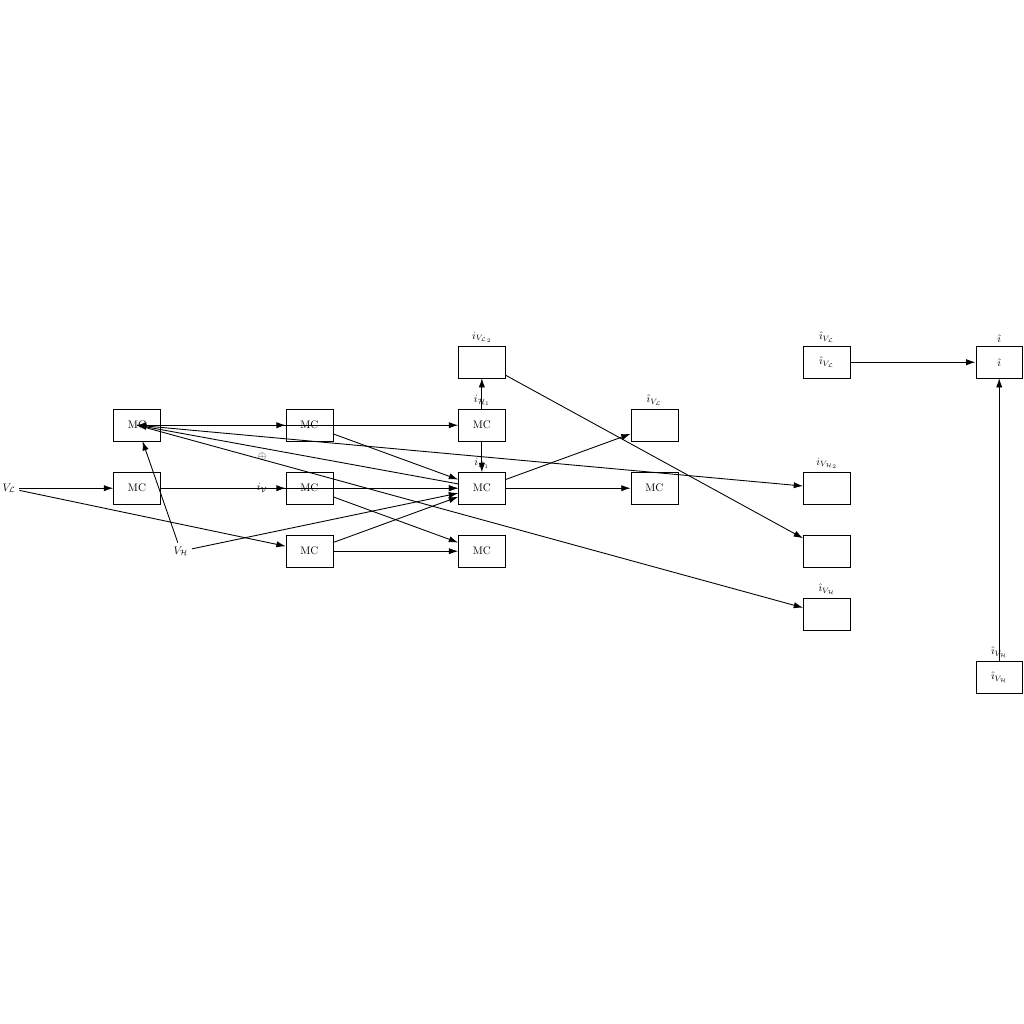 i_{V_{\mathcal{L}2}}
\hat{i}_{V_{\mathcal{L}}}
\hat{i}
\hat{i}_{V_{\mathcal{L}}}
\hat{i}
i_{\mathcal{H}_1}
\hat{i}_{V_{\mathcal{L}}}
MC
MC
MC
⊕
i_{V_{\mathcal{H}2}}
V_{\mathcal{L}}
MC
i_{\mathcal{V}}
MC
MC
MC
V_{\mathcal{H}}
MC
MC
\hat{i}_{V_{\mathcal{H}}}
\hat{i}_{V_{\mathcal{H}}}
\hat{i}_{V_{\mathcal{H}}}